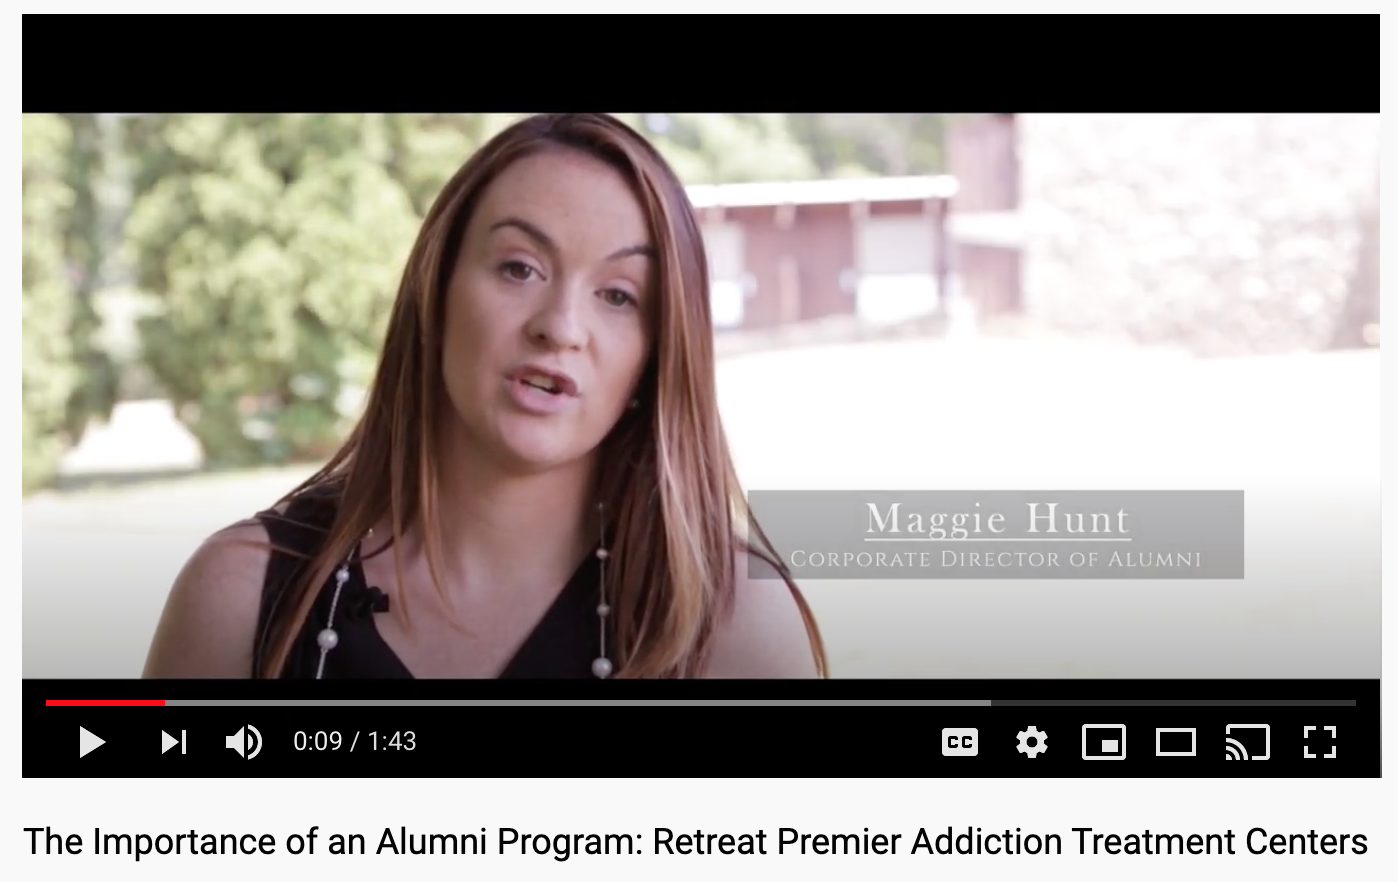 Maggie Hunt
Corporate Director of Alumni
0:09 / 1:43
CC
The Importance of an Alumni Program: Retreat Premier Addiction Treatment Centers